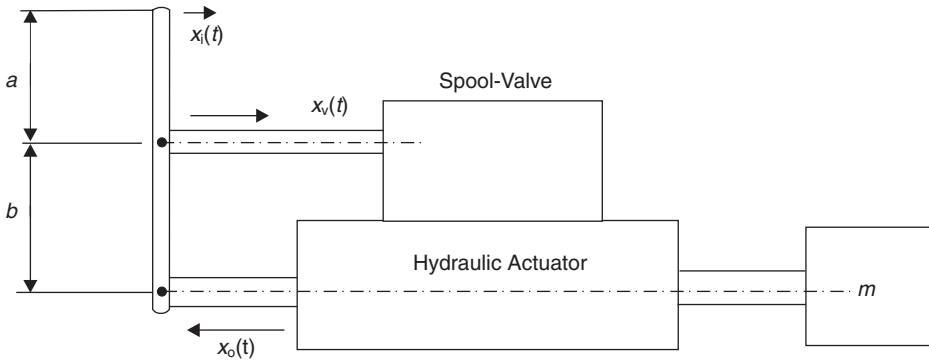 x_i(t)
a
Spool-Valve
x_v(t)
b
Hydraulic Actuator
m
x_o(t)